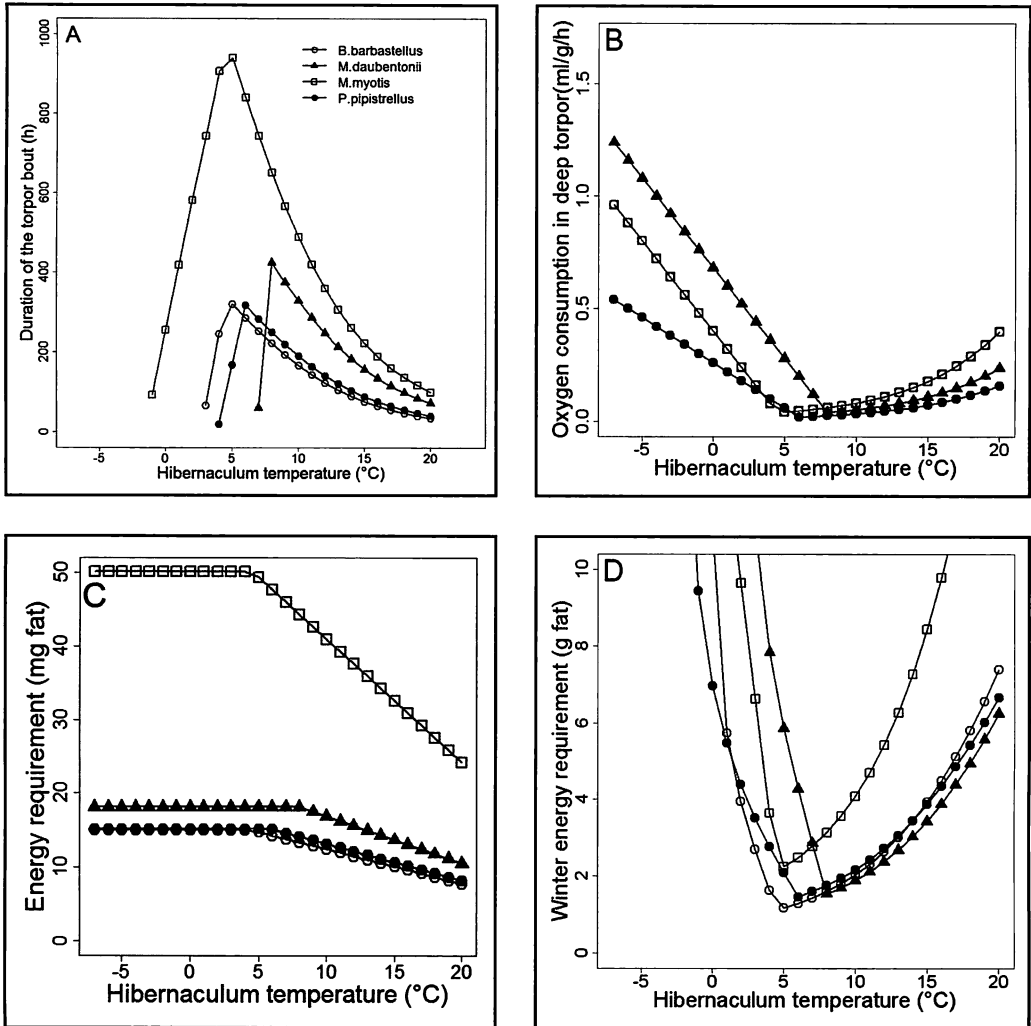 A
B.barbastellus
M.daubentonii
M.myotis
P.pipistrellus
Duration of the torpor bout (h)
0
200
400
600
800
1000
-5
0
5
10
15
20
Hibernaculum temperature (°C)
B
Oxygen consumption in deep torpor(ml/g/h)
0.0
0.5
1.0
1.5
-5
0
5
10
15
20
Hibernaculum temperature (°C)
C
Energy requirement (mg fat)
0
10
20
30
40
50
-5
0
5
10
15
20
Hibernaculum temperature (°C)
D
Winter energy requirement (g fat)
0
2
4
6
8
10
0
5
10
15
20
Hibernaculum temperature (°C)